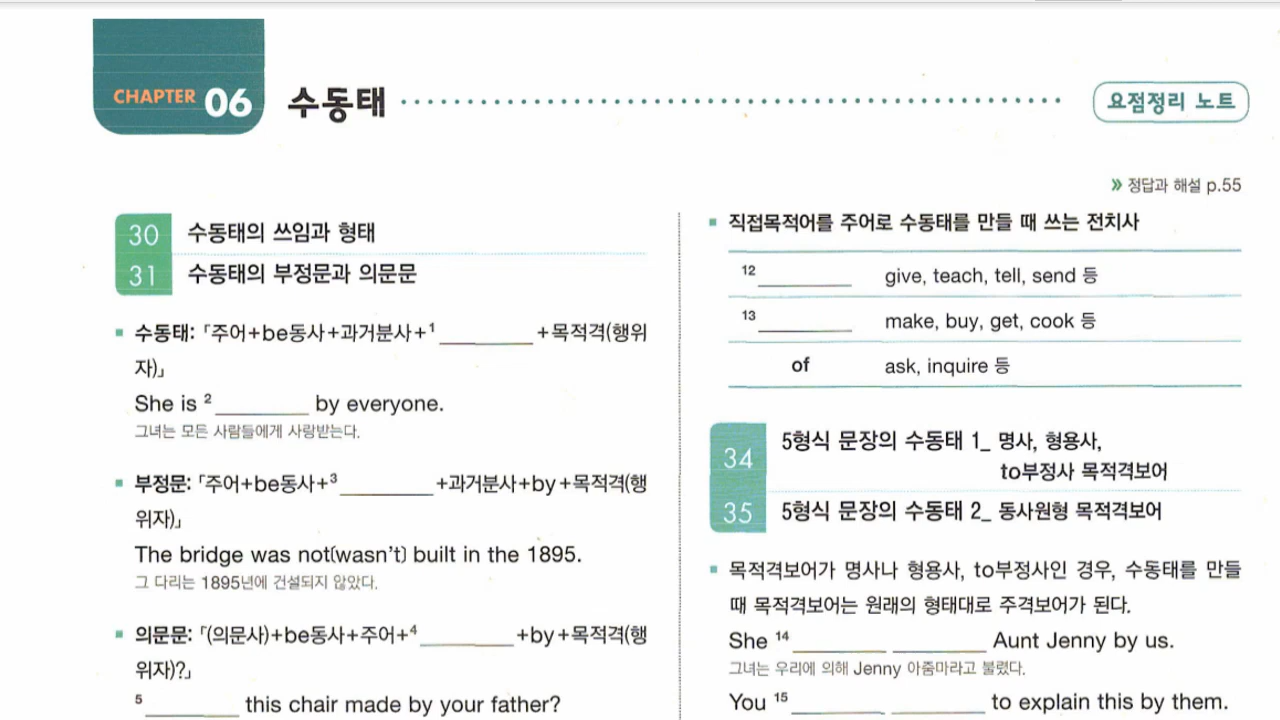 CHAPTER 06 수동태
요점정리 노트
» 정답과 해설 p.55
30 수동태의 쓰임과 형태
31 수동태의 부정문과 의문문
▪ 수동태: 「주어+be동사+과거분사+¹ ________ +목적격(행위
자)」
She is ² ________ by everyone.
그녀는 모든 사람들에게 사랑받는다.
▪ 부정문: 「주어+be동사+³ ________ +과거분사+by+목적격(행
위자)」
The bridge was not(wasn't) built in the 1895.
그 다리는 1895년에 건설되지 않았다.
▪ 의문문: 「(의문사)+be동사+주어+⁴ ________ +by+목적격(행
위자)?」
⁵ ________ this chair made by your father?
▪ 직접목적어를 주어로 수동태를 만들 때 쓰는 전치사
¹² ________ give, teach, tell, send 등
¹³ ________ make, buy, get, cook 등
of ask, inquire 등
34 5형식 문장의 수동태 1_ 명사, 형용사,
to부정사 목적격보어
35 5형식 문장의 수동태 2_ 동사원형 목적격보어
▪ 목적격보어가 명사나 형용사, to부정사인 경우, 수동태를 만들
때 목적격보어는 원래의 형태대로 주격보어가 된다.
She ¹⁴ ________ ________ Aunt Jenny by us.
그녀는 우리에 의해 Jenny 아줌마라고 불렸다.
You ¹⁵ ________ ________ to explain this by them.